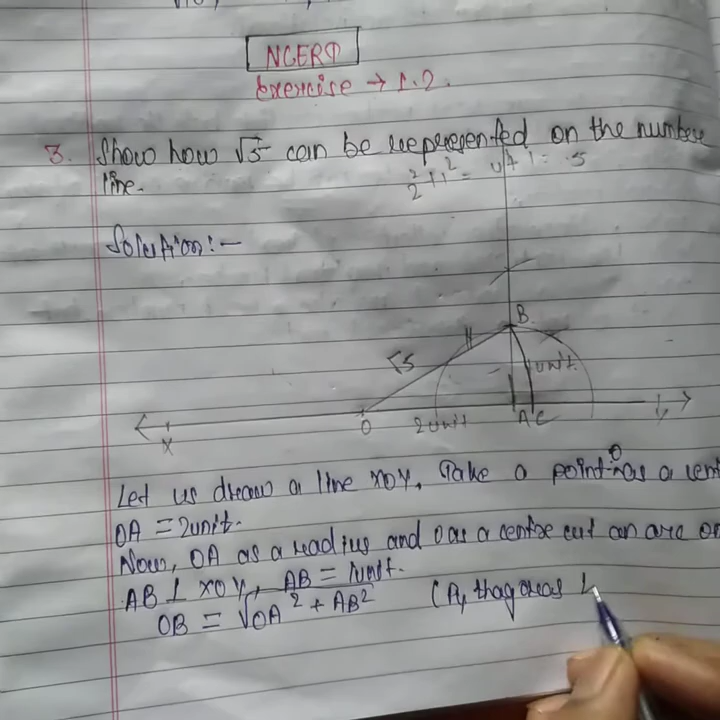 NCERT
Exercise → 1.2.
3. Show how √5 can be represented on the number
line.
2² + 1² = 4 + 1 = 5
Solution:-
B
√5
1 unit.
X
O
2 unit
A C
Y
Let us draw a line XOY. Take a point O as a cent
OA = 2 unit.
Now, OA as a radius and O as a centre cut an arc on
AB ⊥ XOY, AB = 1 unit.
OB = √OA² + AB² (Pythagoras